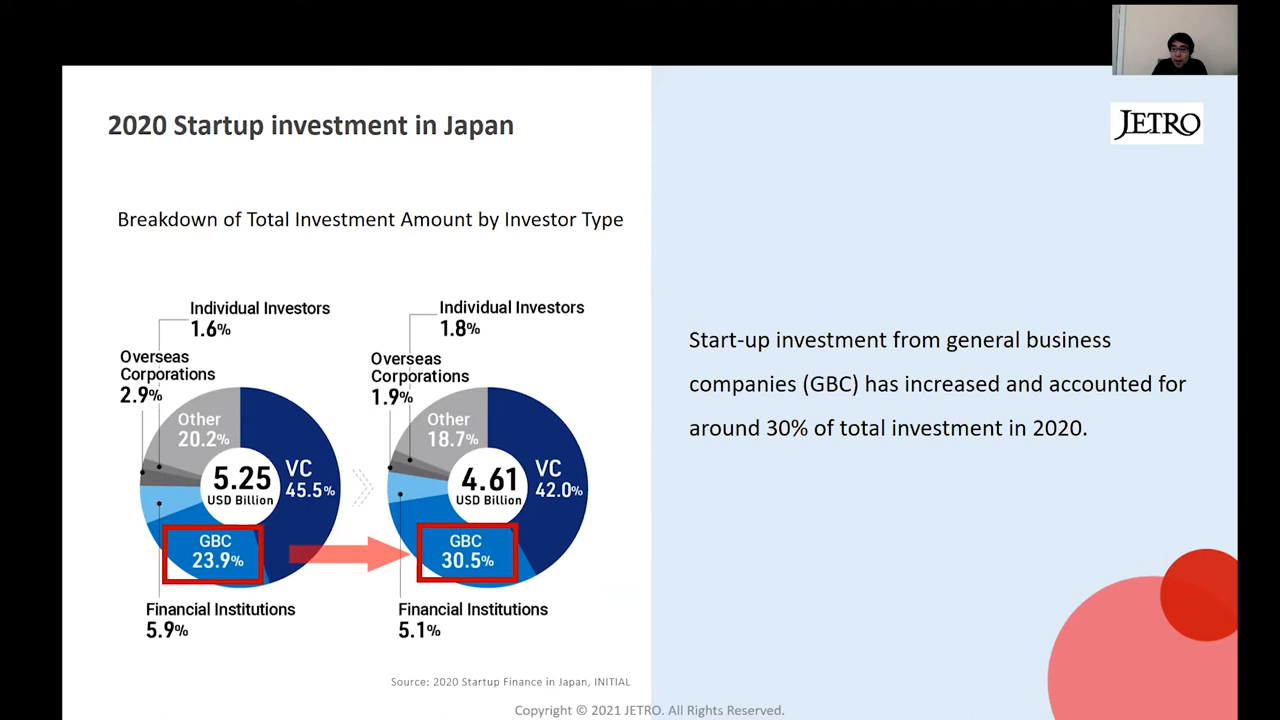 2020 Startup investment in Japan
JETRO
Breakdown of Total Investment Amount by Investor Type
Individual Investors
1.6%
Overseas
Corporations
2.9%
Other
20.2%
5.25
USD Billion
VC
45.5%
GBC
23.9%
Financial Institutions
5.9%
Individual Investors
1.8%
Overseas
Corporations
1.9%
Other
18.7%
4.61
USD Billion
VC
42.0%
GBC
30.5%
Financial Institutions
5.1%
Start-up investment from general business
companies (GBC) has increased and accounted for
around 30% of total investment in 2020.
Source: 2020 Startup Finance in Japan, INITIAL
Copyright © 2021 JETRO. All Rights Reserved.